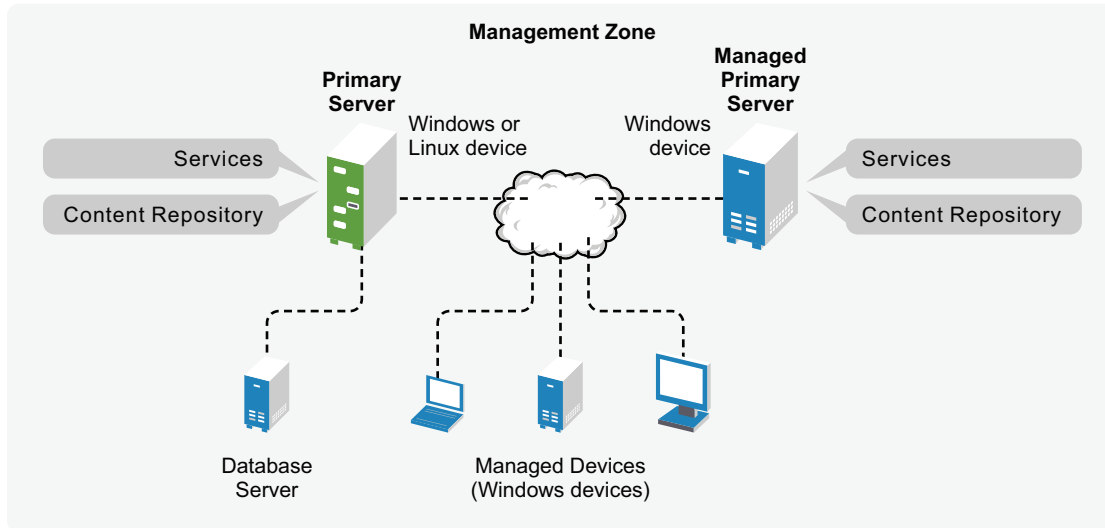 Management Zone
Primary
Server
Managed
Primary
Server
Windows or
Linux device
Windows
device
Services
Content Repository
Services
Content Repository
Database
Server
Managed Devices
(Windows devices)